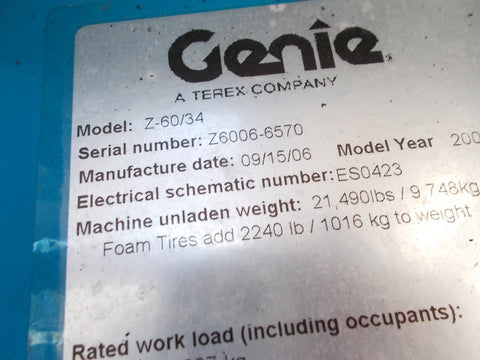 Genie
A TEREX COMPANY
Model: Z-60/34
Serial number: Z6006-6570
Manufacture date: 09/15/06 Model Year 200
Electrical schematic number: ES0423
Machine unladen weight: 21,490lbs / 9,748kg
Foam Tires add 2240 lb / 1016 kg to weight
Rated work load (including occupants):
kg